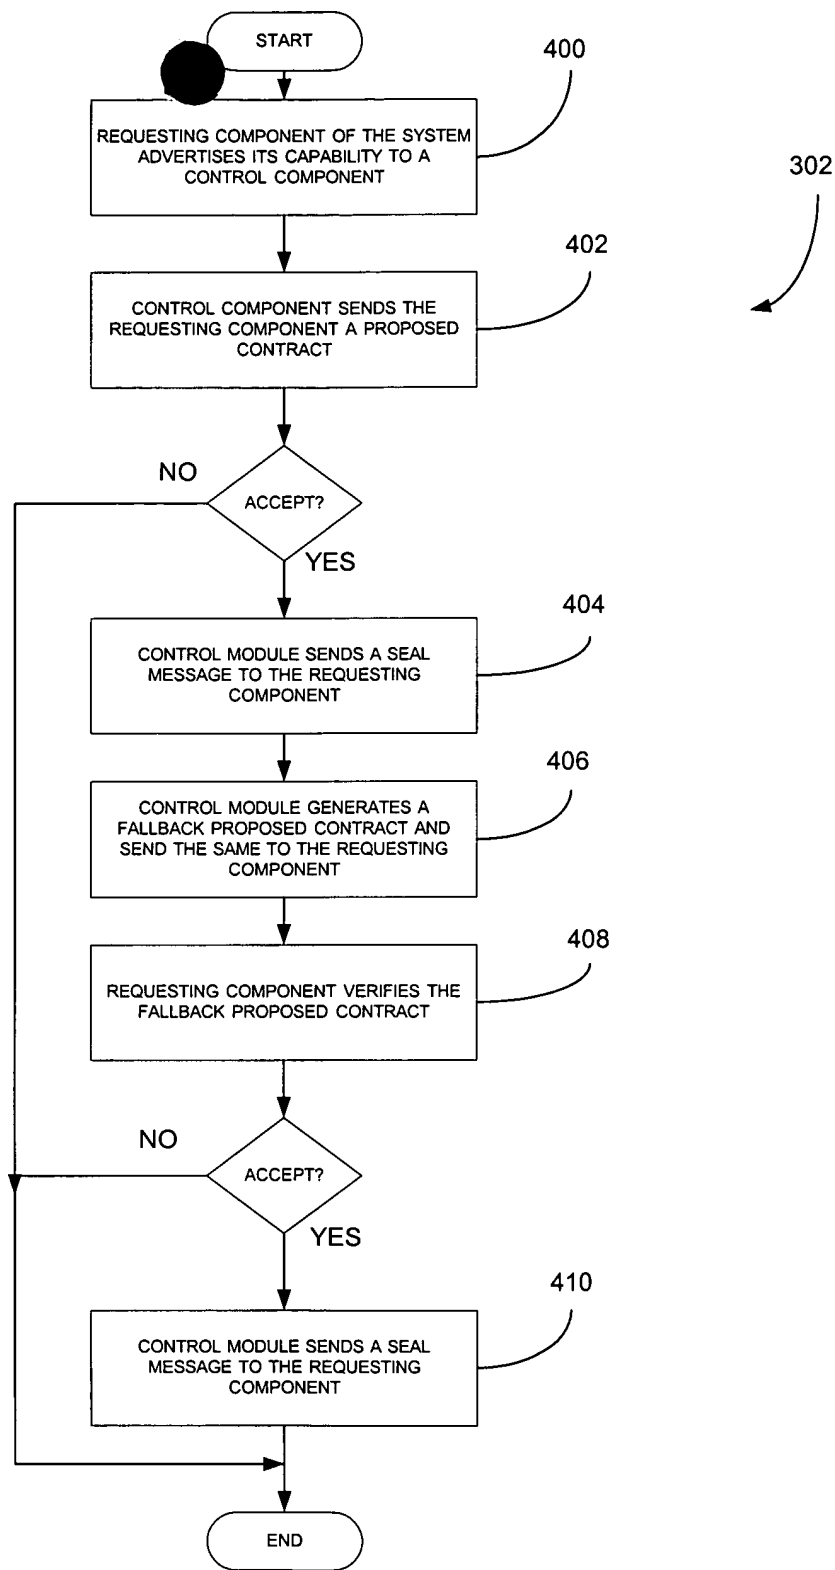 START
400
REQUESTING COMPONENT OF THE SYSTEM
ADVERTISES ITS CAPABILITY TO A
CONTROL COMPONENT
302
402
CONTROL COMPONENT SENDS THE
REQUESTING COMPONENT A PROPOSED
CONTRACT
NO
ACCEPT?
YES
404
CONTROL MODULE SENDS A SEAL
MESSAGE TO THE REQUESTING
COMPONENT
406
CONTROL MODULE GENERATES A
FALLBACK PROPOSED CONTRACT AND
SEND THE SAME TO THE REQUESTING
COMPONENT
408
REQUESTING COMPONENT VERIFIES THE
FALLBACK PROPOSED CONTRACT
NO
ACCEPT?
YES
410
CONTROL MODULE SENDS A SEAL
MESSAGE TO THE REQUESTING
COMPONENT
END